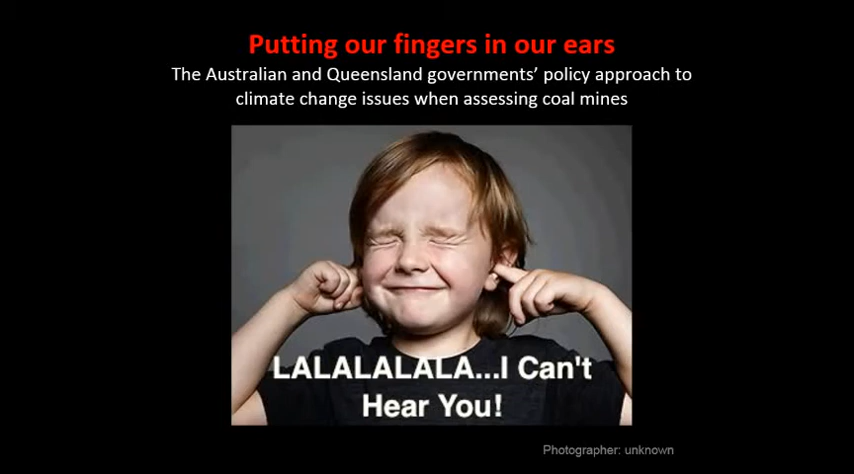 Putting our fingers in our ears
The Australian and Queensland governments’ policy approach to
climate change issues when assessing coal mines
LALALALALA...I Can't
Hear You!
Photographer: unknown